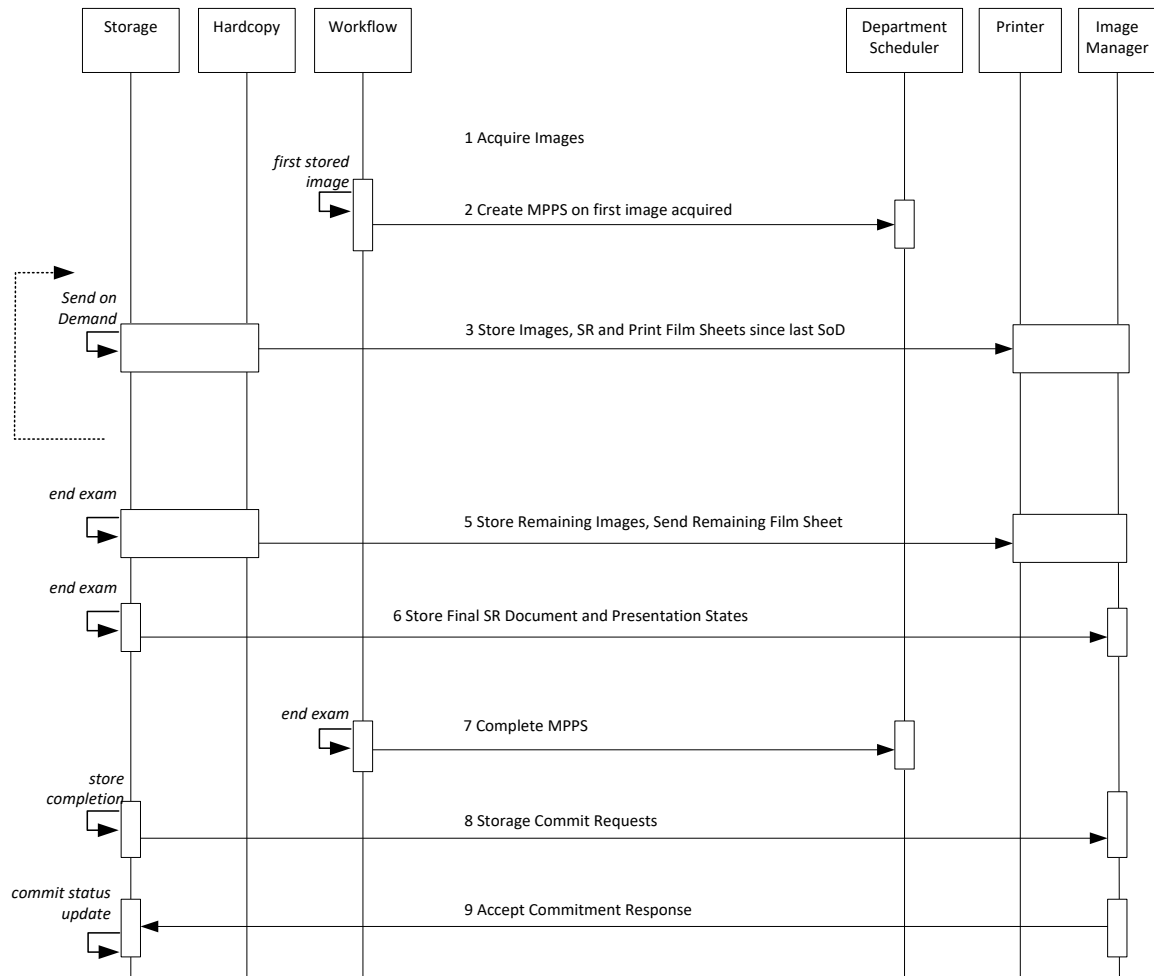 Storage
Hardcopy
Workflow
Department
Scheduler
Printer
Image
Manager
1 Acquire Images
first stored
image
2 Create MPPS on first image acquired
Send on
Demand
3 Store Images, SR and Print Film Sheets since last SoD
end exam
5 Store Remaining Images, Send Remaining Film Sheet
end exam
6 Store Final SR Document and Presentation States
end exam
7 Complete MPPS
store
completion
8 Storage Commit Requests
commit status
update
9 Accept Commitment Response